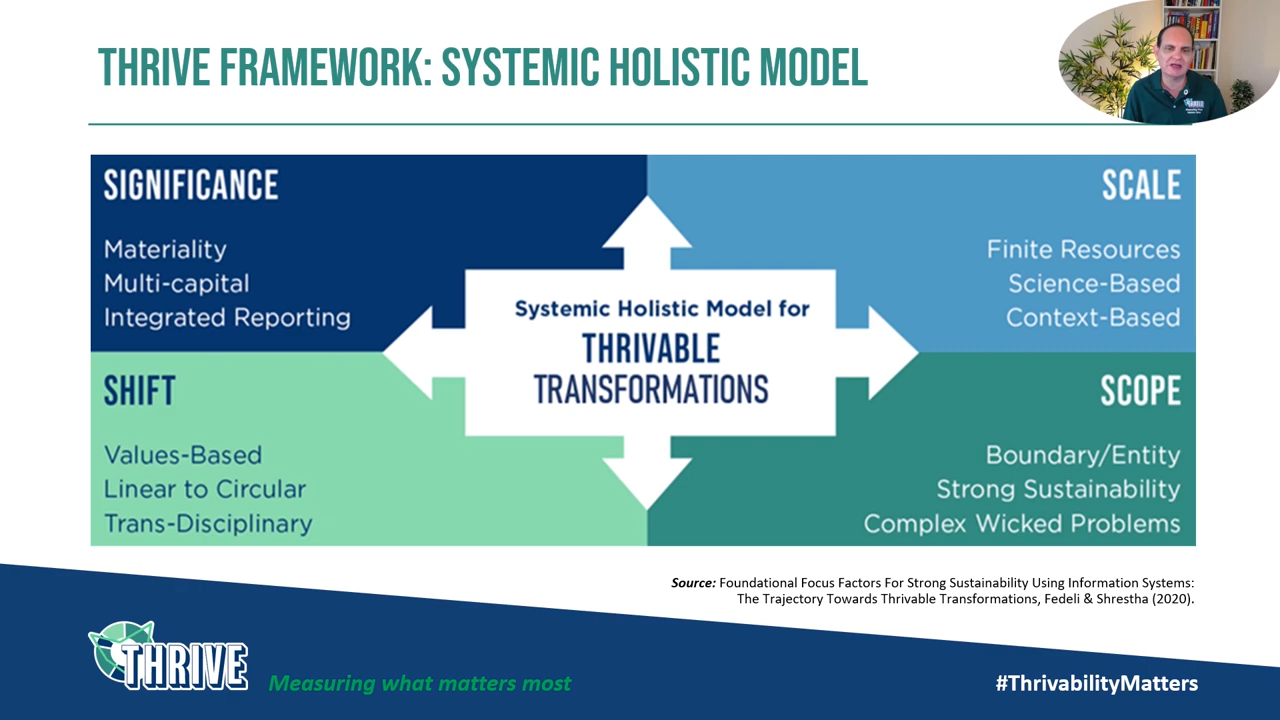 THRIVE FRAMEWORK: SYSTEMIC HOLISTIC MODEL
SIGNIFICANCE
Materiality
Multi-capital
Integrated Reporting
SCALE
Finite Resources
Science-Based
Context-Based
Systemic Holistic Model for
THRIVABLE
TRANSFORMATIONS
SHIFT
Values-Based
Linear to Circular
Trans-Disciplinary
SCOPE
Boundary/Entity
Strong Sustainability
Complex Wicked Problems
Source: Foundational Focus Factors For Strong Sustainability Using Information Systems:
The Trajectory Towards Thrivable Transformations, Fedeli & Shrestha (2020).
THRIVE
Measuring what matters most
#ThrivabilityMatters